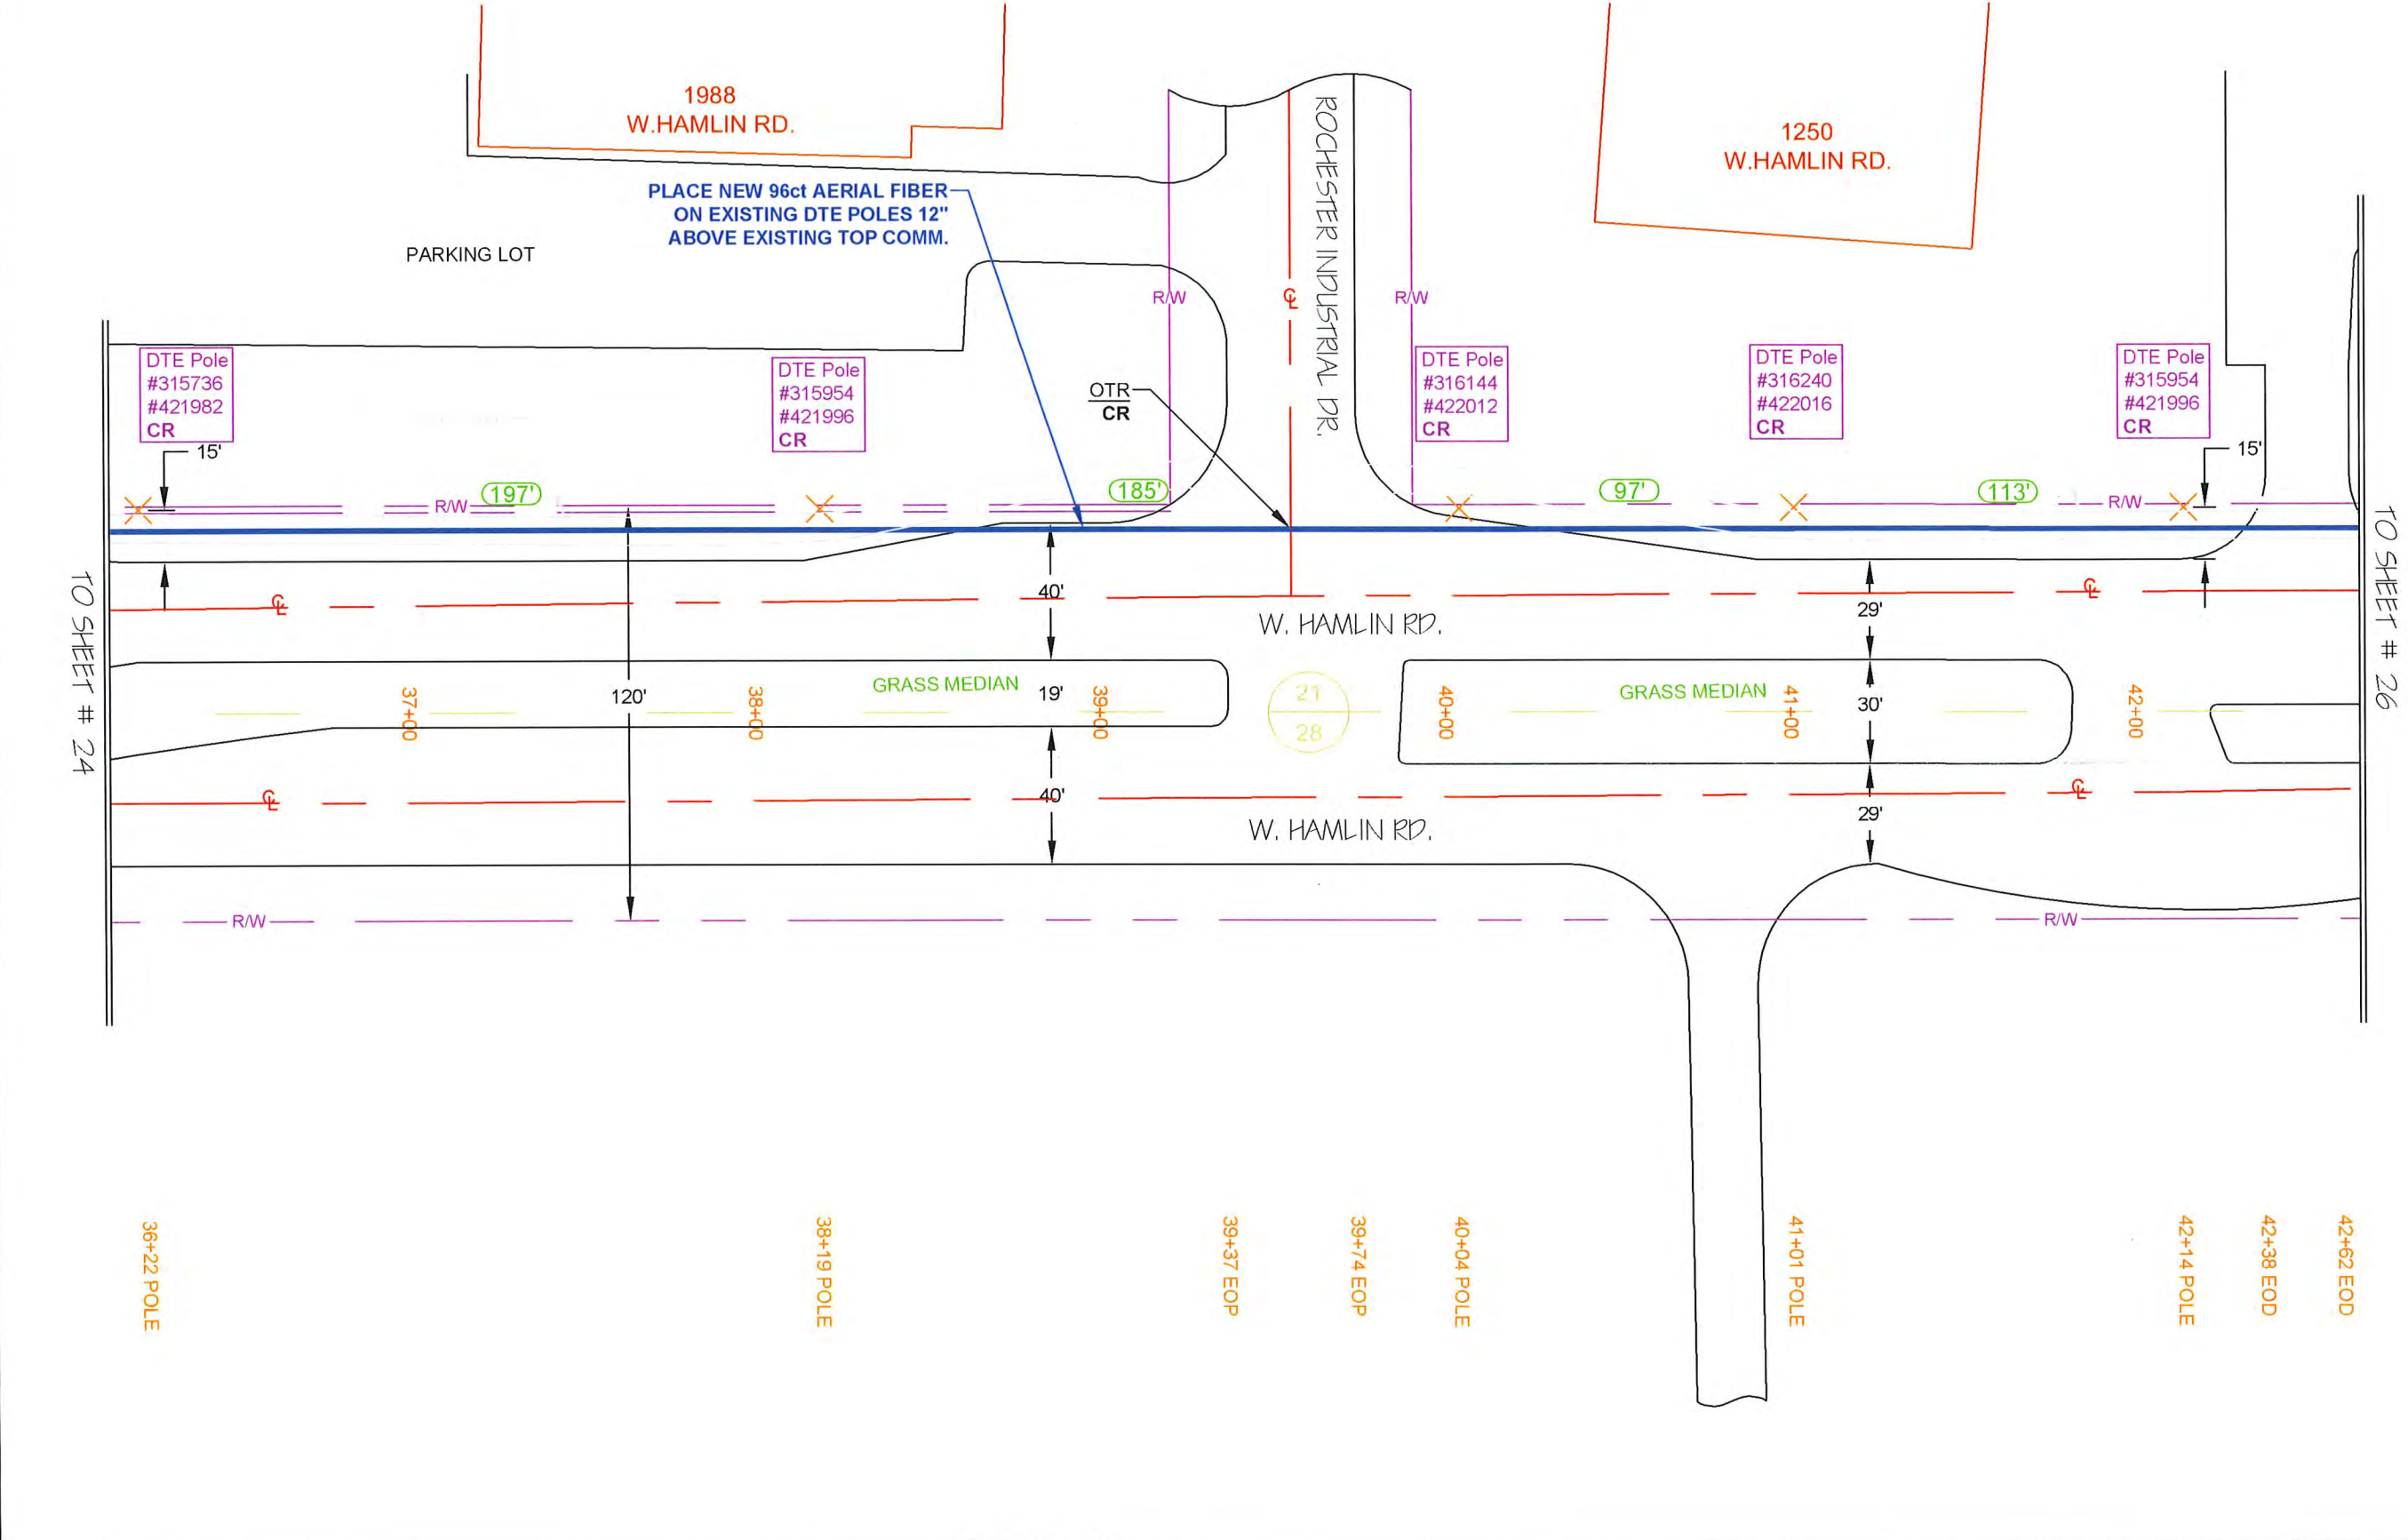 1988
W.HAMLIN RD.
1250
W.HAMLIN RD.
PLACE NEW 96ct AERIAL FIBER
ON EXISTING DTE POLES 12"
ABOVE EXISTING TOP COMM.
PARKING LOT
ROCHESTER INDUSTRIAL DR.
R/W
℄
R/W
DTE Pole
#315736
#421982
CR
DTE Pole
#315954
#421996
CR
OTR
CR
DTE Pole
#316144
#422012
CR
DTE Pole
#316240
#422016
CR
DTE Pole
#315954
#421996
CR
15'
15'
R/W
197'
185'
97'
113'
R/W
TO SHEET # 24
TO SHEET # 26
℄
40'
℄
29'
W. HAMLIN RD.
37+00
120'
38+00
GRASS MEDIAN
19'
39+00
21
28
40+00
GRASS MEDIAN
41+00
30'
42+00
℄
40'
℄
29'
W. HAMLIN RD.
R/W
R/W
36+22 POLE
38+19 POLE
39+37 EOP
39+74 EOP
40+04 POLE
41+01 POLE
42+14 POLE
42+38 EOD
42+62 EOD